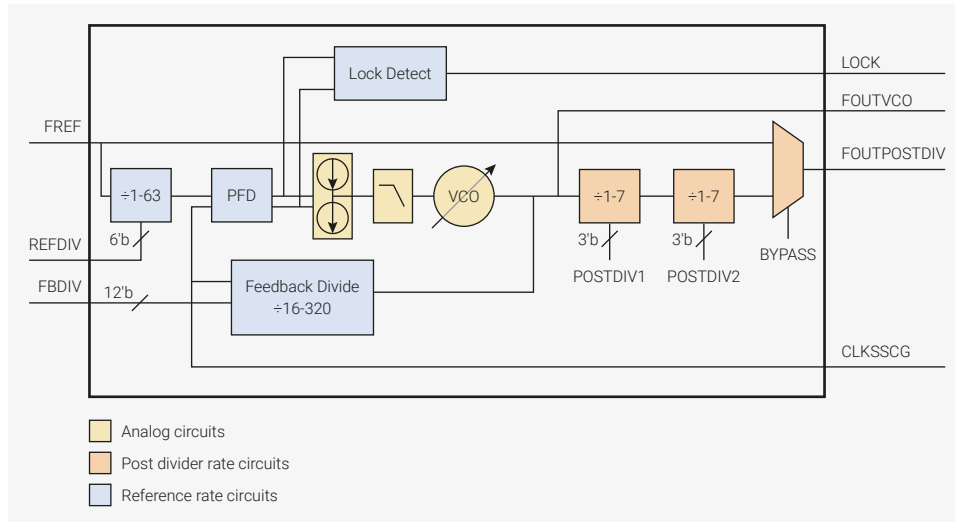 LOCK
Lock Detect
FOUTVCO
FREF
FOUTPOSTDIV
÷1-63
PFD
VCO
÷1-7
÷1-7
6'b
3'b
3'b
REFDIV
BYPASS
POSTDIV1
POSTDIV2
FBDIV
12'b
Feedback Divide
÷16-320
CLKSSCG
Analog circuits
Post divider rate circuits
Reference rate circuits